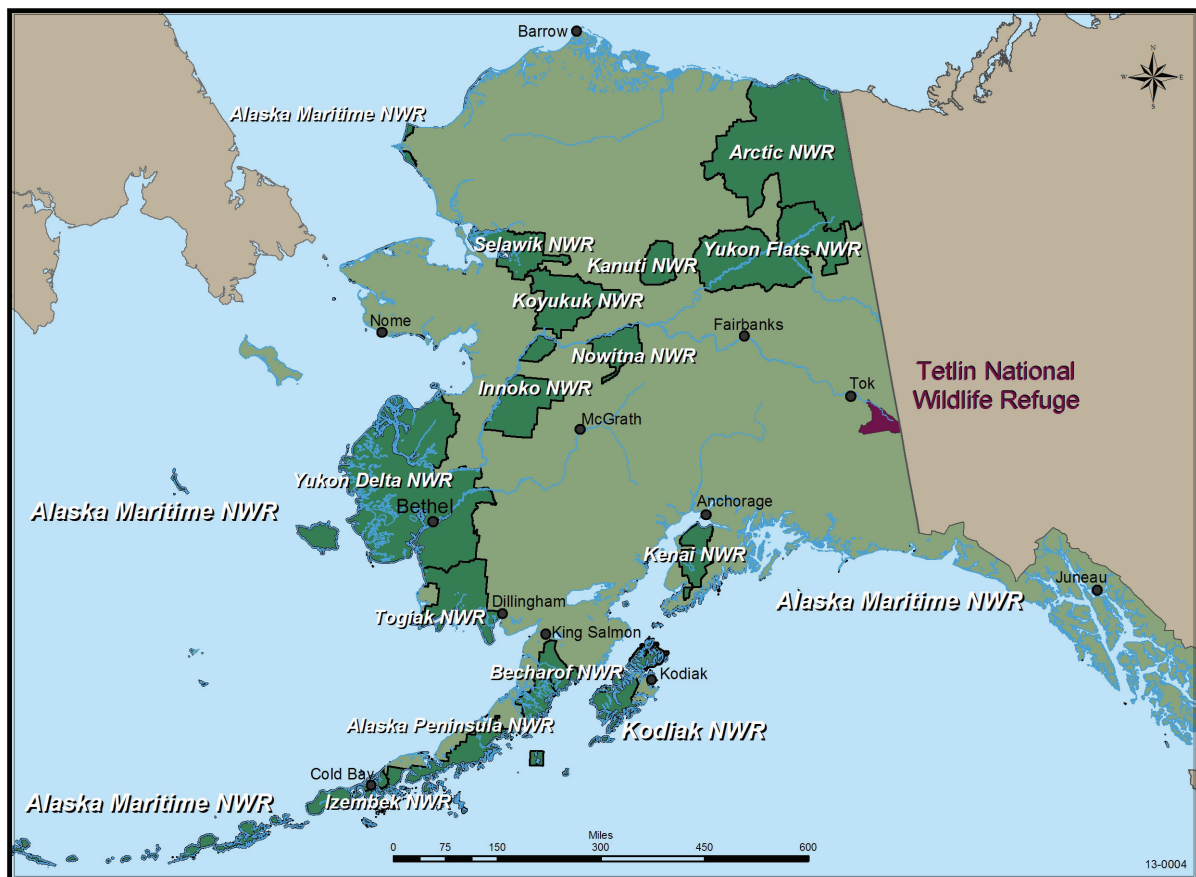 Barrow
N
W
E
S
Alaska Maritime NWR
Arctic NWR
Selawik NWR
Kanuti NWR
Yukon Flats NWR
Koyukuk NWR
Nome
Fairbanks
Nowitna NWR
Tetlin National
Wildlife Refuge
Innoko NWR
Tok
McGrath
Yukon Delta NWR
Alaska Maritime NWR
Bethel
Anchorage
Kenai NWR
Juneau
Alaska Maritime NWR
Togiak NWR
Dillingham
King Salmon
Becharof NWR
Kodiak
Alaska Peninsula NWR
Kodiak NWR
Cold Bay
Izembek NWR
Alaska Maritime NWR
Miles
0 75 150 300 450 600
13-0004